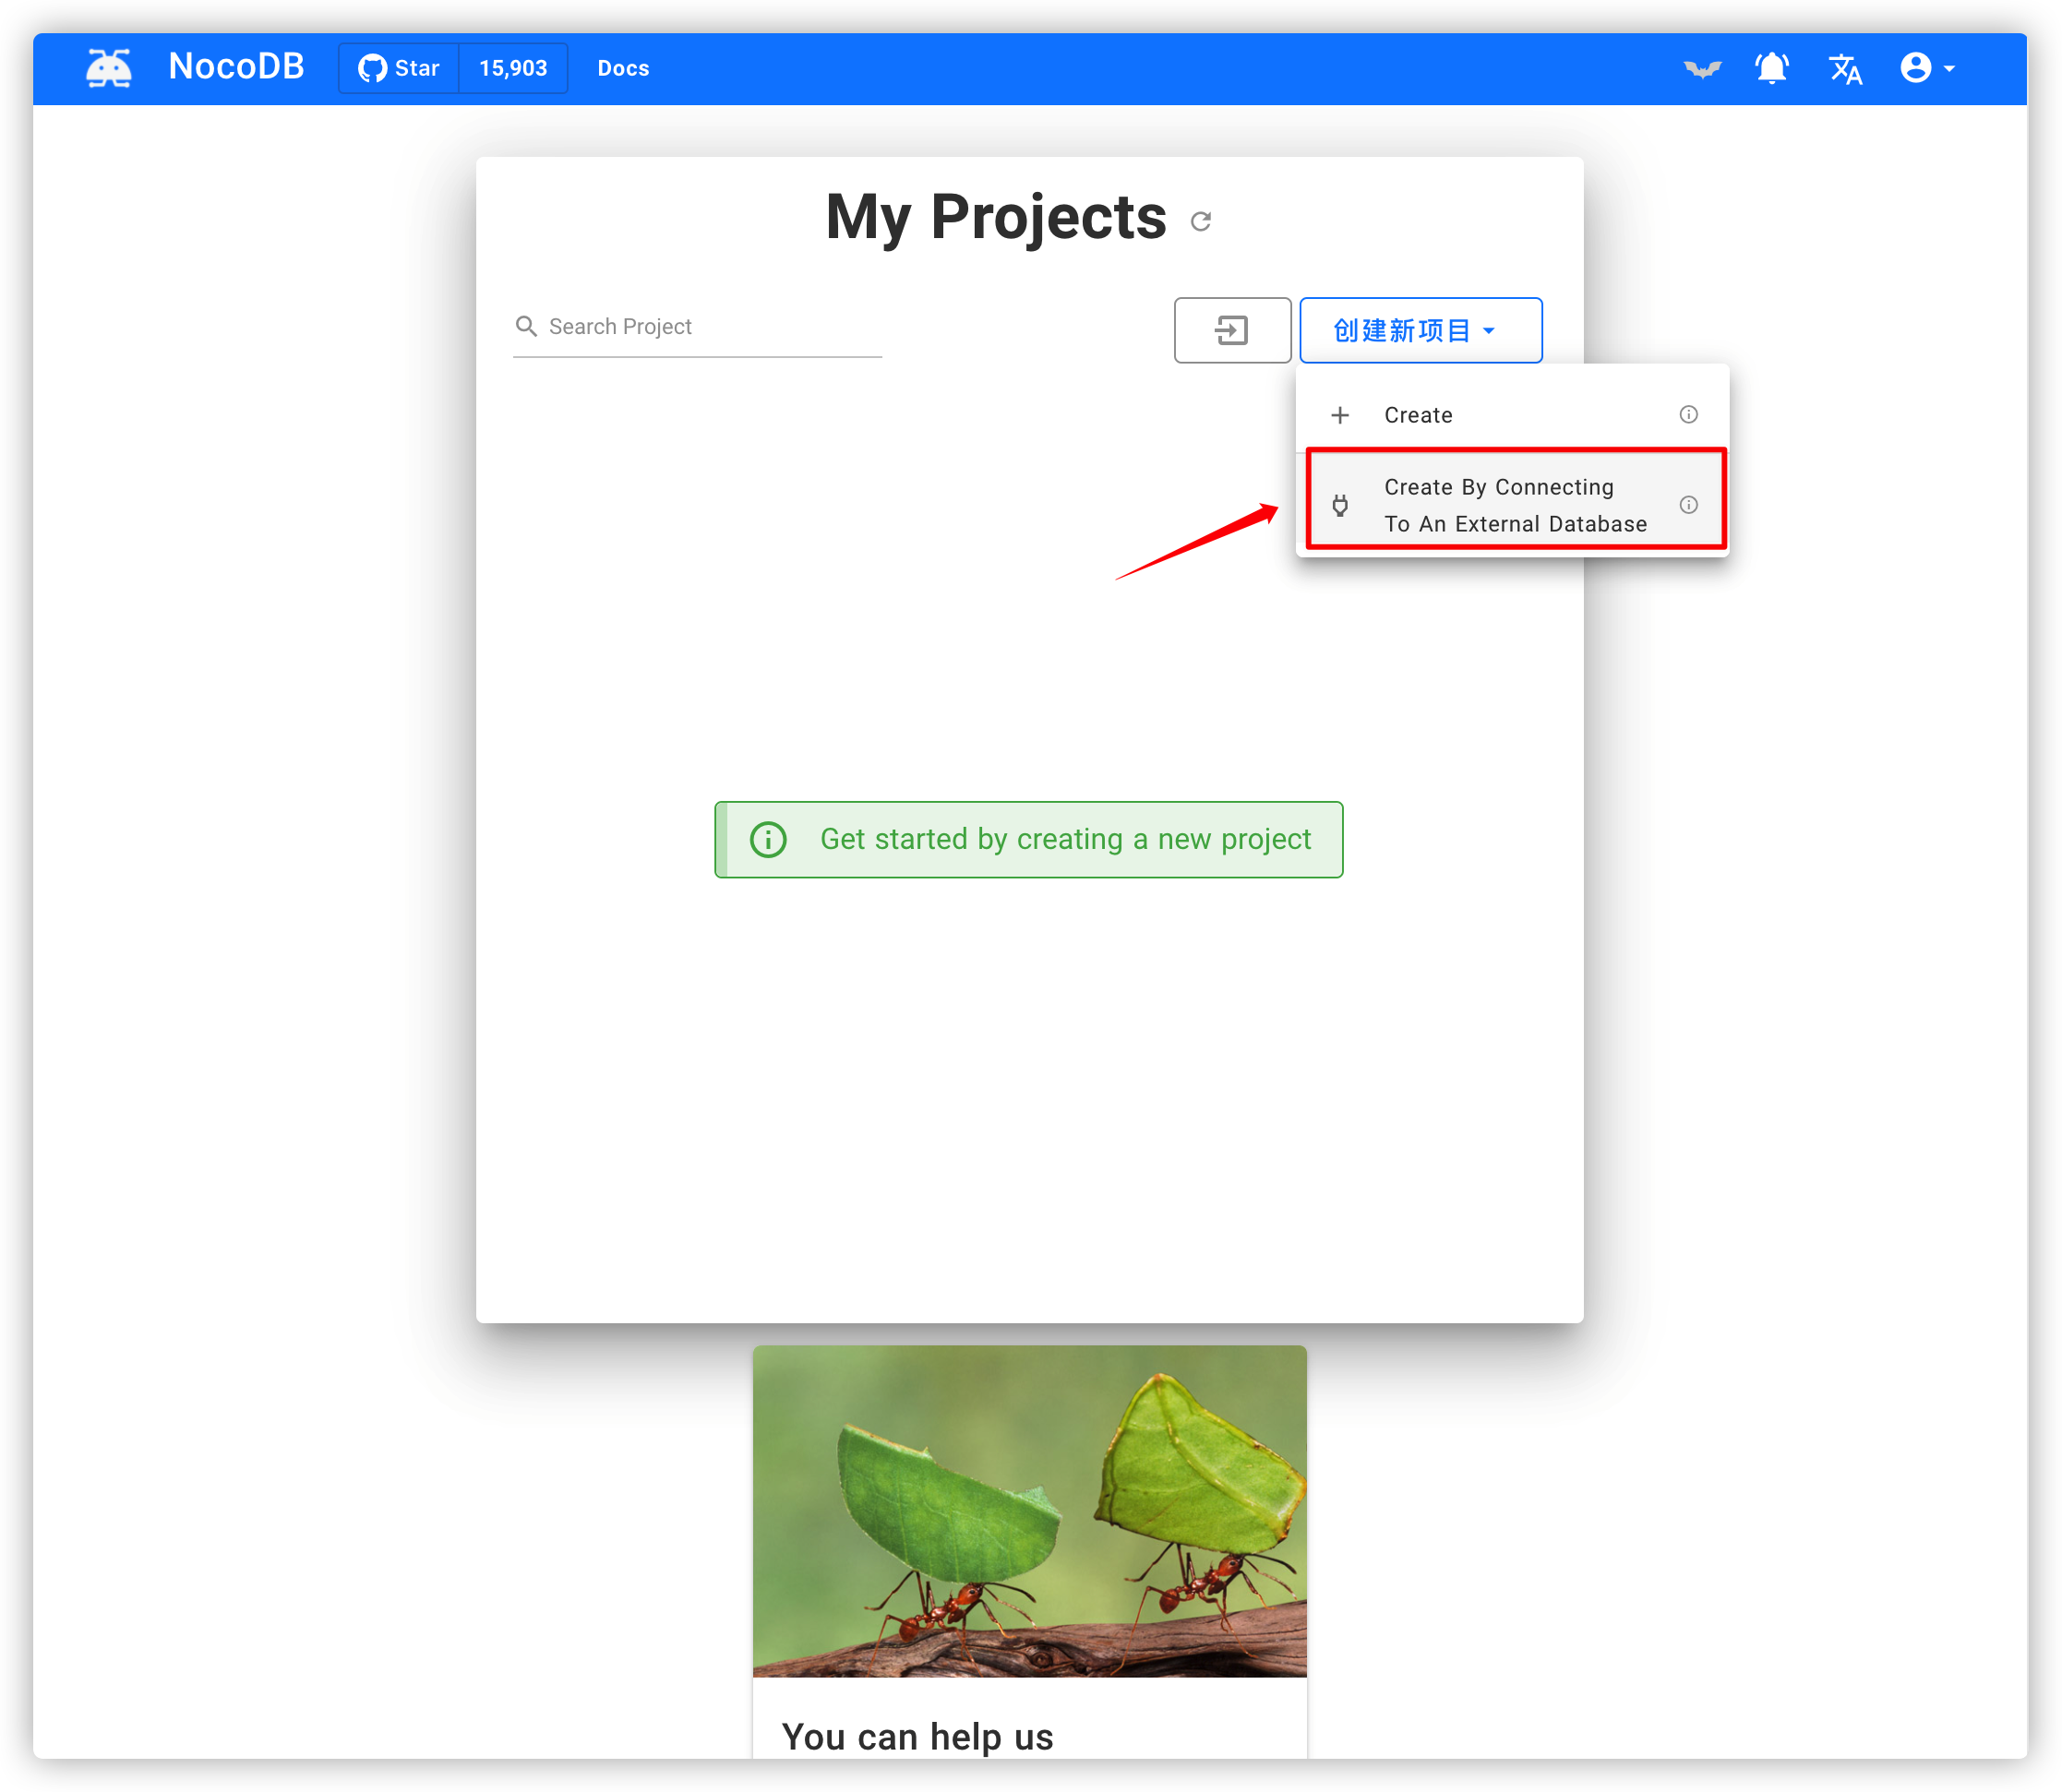 NocoDB
Star
15,903
Docs
My Projects
Search Project
创建新项目
Create
Create By Connecting
To An External Database
Get started by creating a new project
You can help us